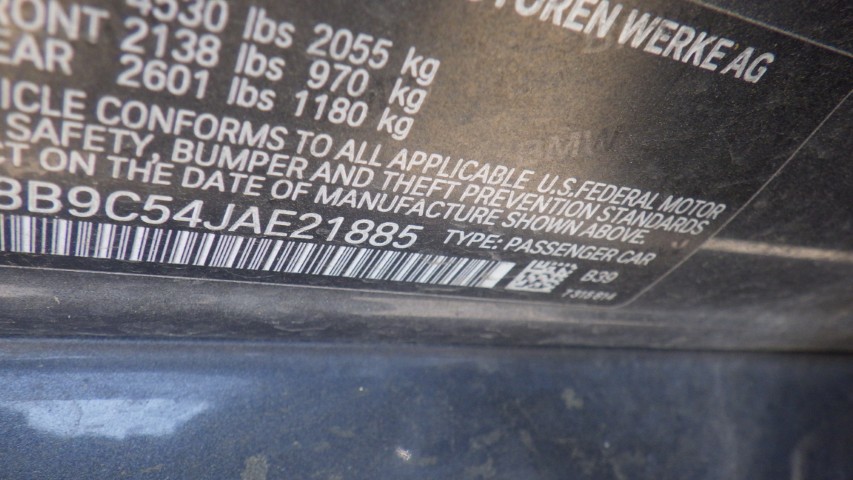 TOREN WERKE AG
4530 lbs 2055 kg
RONT 2138 lbs 970 kg
EAR 2601 lbs 1180 kg
ICLE CONFORMS TO ALL APPLICABLE U.S.FEDERAL MOTOR
SAFETY, BUMPER AND THEFT PREVENTION STANDARDS
CT ON THE DATE OF MANUFACTURE SHOWN ABOVE.
BB9C54JAE21885 TYPE: PASSENGER CAR
BMW
B39
7318814